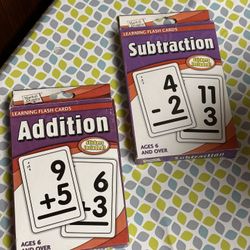 LEARNING FLASH CARDS
Subtraction
4
- 2
11
3
AGES 6
AND OVER
Subtraction
LEARNING FLASH CARDS
Addition
9
+5
6
+3
AGES 6
AND OVER